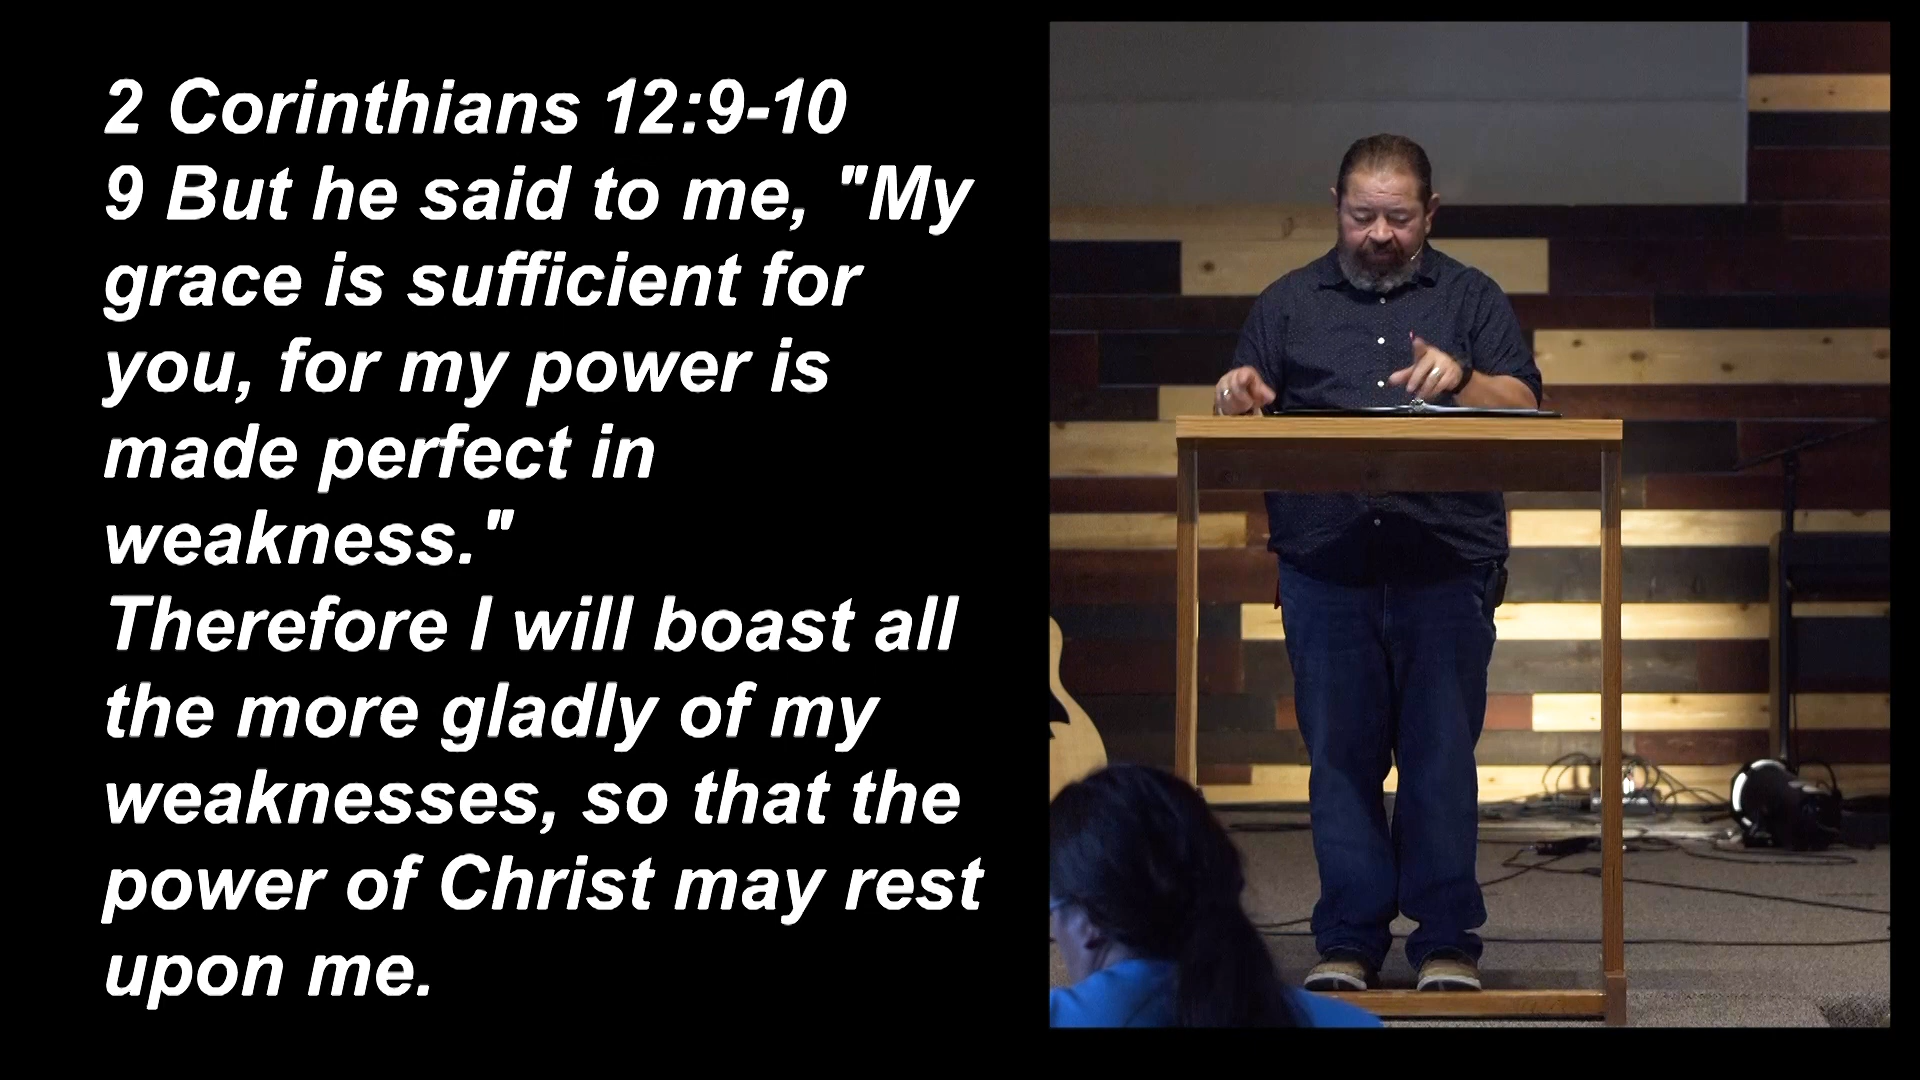 2 Corinthians 12:9-10
9 But he said to me, "My
grace is sufficient for
you, for my power is
made perfect in
weakness."
Therefore I will boast all
the more gladly of my
weaknesses, so that the
power of Christ may rest
upon me.